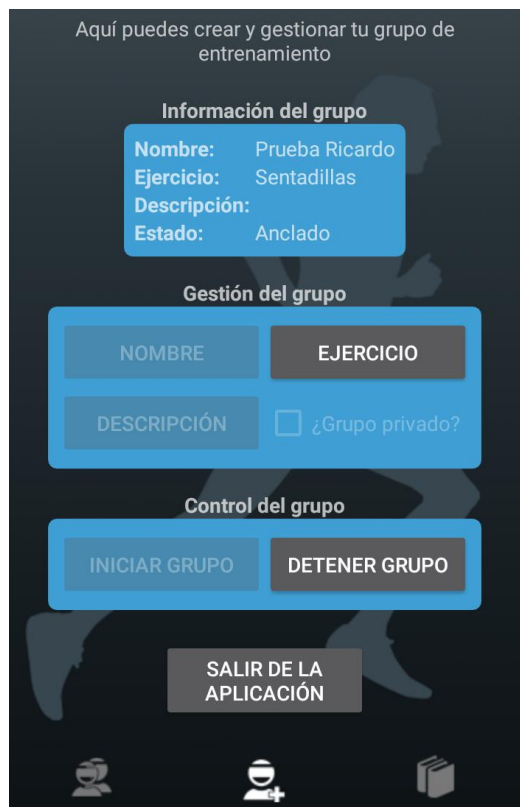 Aquí puedes crear y gestionar tu grupo de
entrenamiento
Información del grupo
Nombre: Prueba Ricardo
Ejercicio: Sentadillas
Descripción:
Estado: Anclado
Gestión del grupo
NOMBRE EJERCICIO
DESCRIPCIÓN ¿Grupo privado?
Control del grupo
INICIAR GRUPO DETENER GRUPO
SALIR DE LA
APLICACIÓN